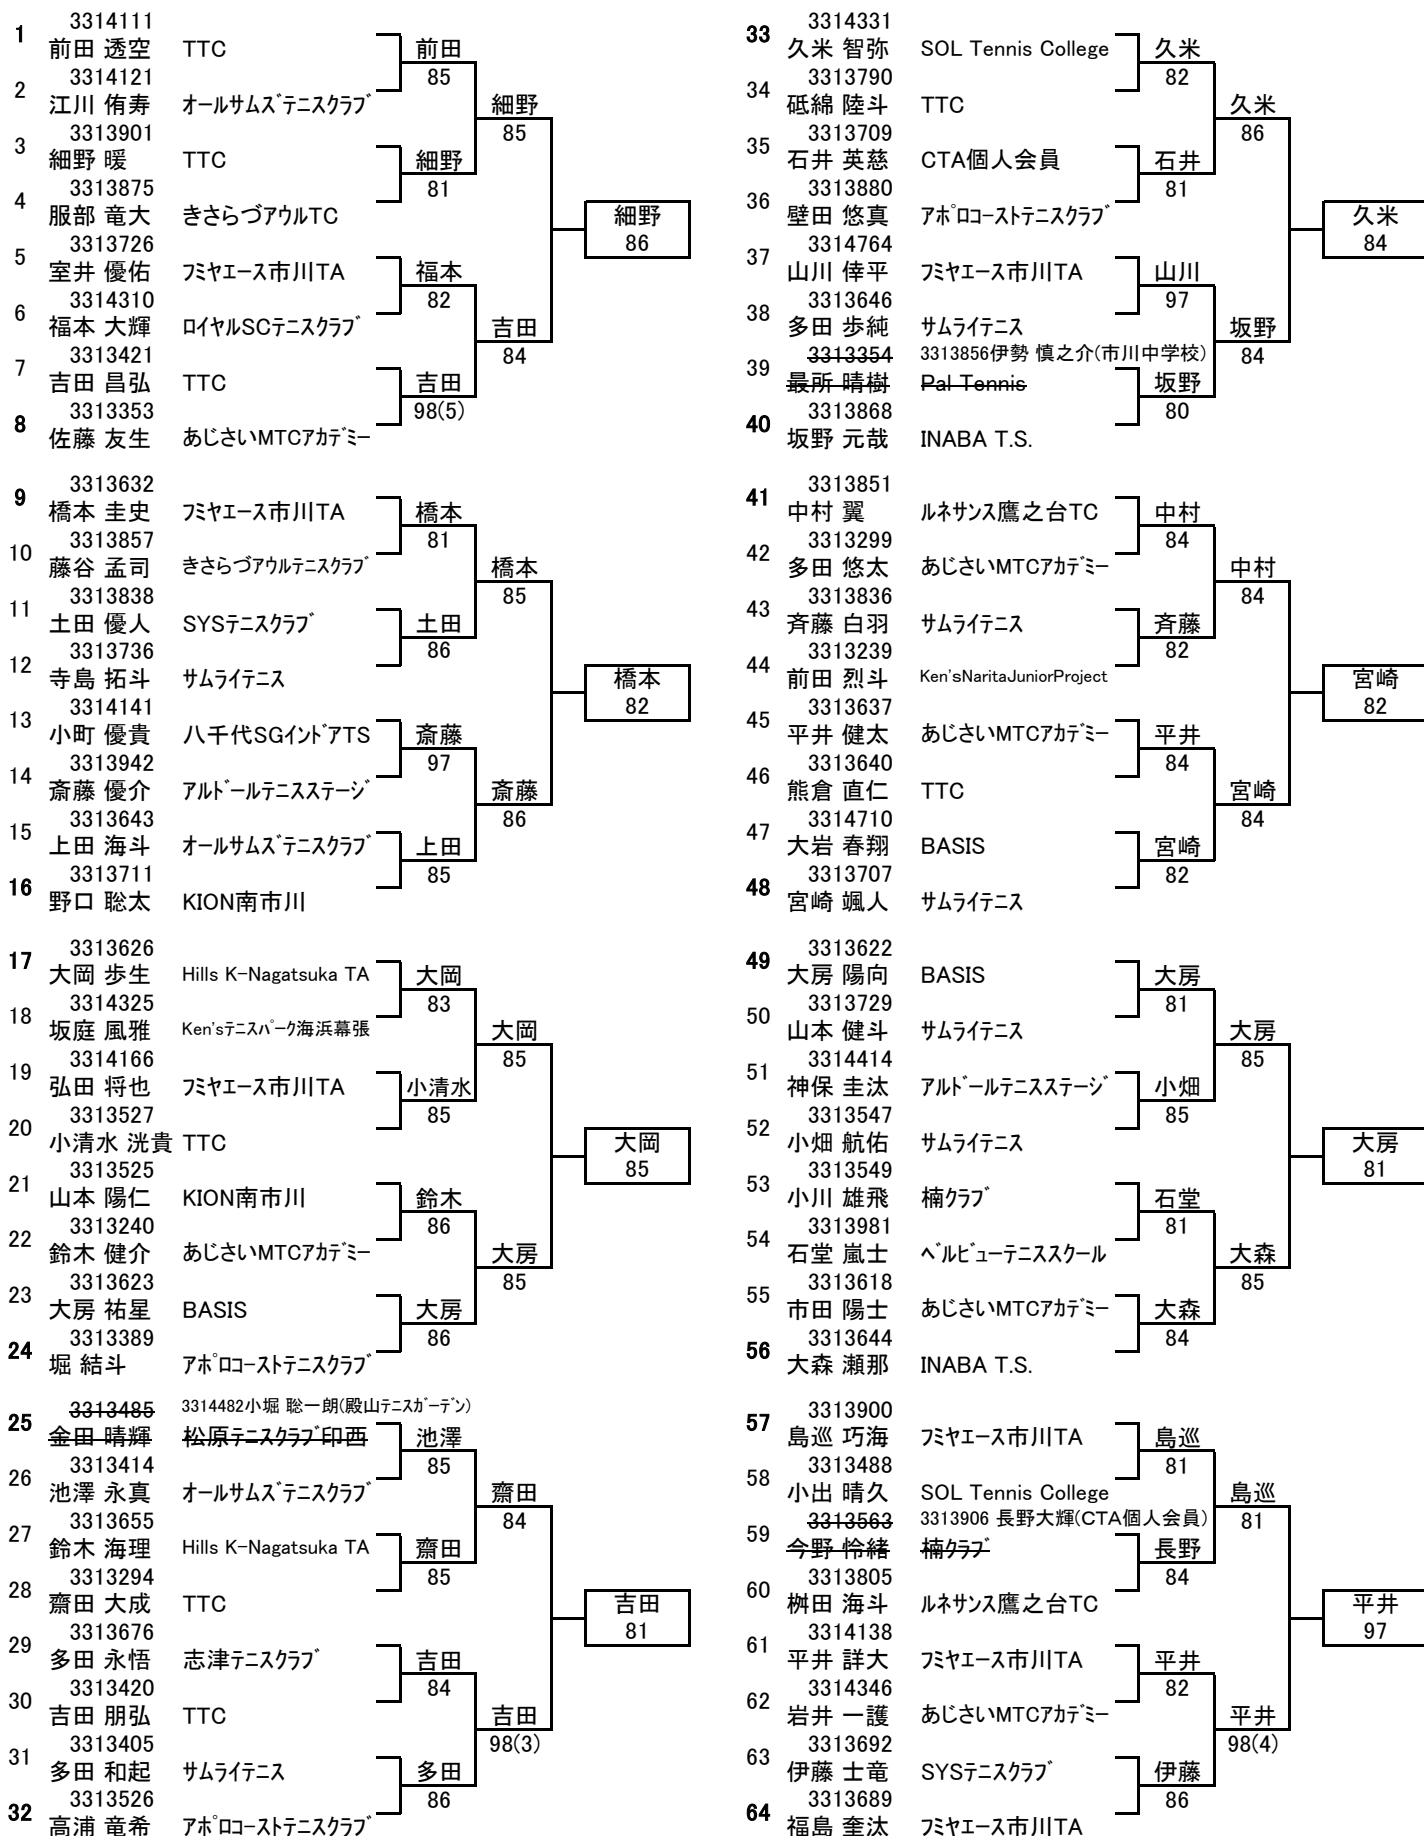 3314111
1 前田 透空 TTC 前田
3314121 85
2 江川 侑寿 オールサムズテニスクラブ 細野
3313901 85
3 細野 暖 TTC 細野
3313875 81
4 服部 竜大 きさらづアウルTC 細野
3313726 86
5 室井 優佑 フミヤエース市川TA 福本
3314310 82
6 福本 大輝 ロイヤルSCテニスクラブ 吉田
3313421 84
7 吉田 昌弘 TTC 吉田
3313353 98(5)
8 佐藤 友生 あじさいMTCアカデミー
3313632
9 橋本 圭史 フミヤエース市川TA 橋本
3313857 81
10 藤谷 孟司 きさらづアウルテニスクラブ 橋本
3313838 85
11 土田 優人 SYSテニスクラブ 土田
3313736 86
12 寺島 拓斗 サムライテニス 橋本
3314141 82
13 小町 優貴 八千代SGインドアTS 斎藤
3313942 97
14 斎藤 優介 アルドールテニスステージ 斎藤
3313643 86
15 上田 海斗 オールサムズテニスクラブ 上田
3313711 85
16 野口 聡太 KION南市川
3313626
17 大岡 歩生 Hills K-Nagatsuka TA 大岡
3314325 83
18 坂庭 風雅 Ken'sテニスパーク海浜幕張 大岡
3314166 85
19 弘田 将也 フミヤエース市川TA 小清水
3313527 85
20 小清水 洸貴 TTC 大岡
3313525 85
21 山本 陽仁 KION南市川 鈴木
3313240 86
22 鈴木 健介 あじさいMTCアカデミー 大房
3313623 85
23 大房 祐星 BASIS 大房
3313389 86
24 堀 結斗 アポロコーストテニスクラブ
3313485 3314482小堀 聡一朗(殿山テニスガーデン)
25 金田 晴輝 松原テニスクラブ印西 池澤
3313414 85
26 池澤 永真 オールサムズテニスクラブ 齋田
3313655 84
27 鈴木 海理 Hills K-Nagatsuka TA 齋田
3313294 85
28 齋田 大成 TTC 吉田
3313676 81
29 多田 永悟 志津テニスクラブ 吉田
3313420 84
30 吉田 朋弘 TTC 吉田
3313405 98(3)
31 多田 和起 サムライテニス 多田
3313526 86
32 高浦 竜希 アポロコーストテニスクラブ
3314331
33 久米 智弥 SOL Tennis College 久米
3313790 82
34 砥綿 陸斗 TTC 久米
3313709 86
35 石井 英慈 CTA個人会員 石井
3313880 81
36 壁田 悠真 アポロコーストテニスクラブ 久米
3314764 84
37 山川 倖平 フミヤエース市川TA 山川
3313646 97
38 多田 歩純 サムライテニス 坂野
3313354 3313856伊勢 慎之介(市川中学校) 84
39 最所 晴樹 Pal Tennis 坂野
3313868 80
40 坂野 元哉 INABA T.S.
3313851
41 中村 翼 ルネサンス鷹之台TC 中村
3313299 84
42 多田 悠太 あじさいMTCアカデミー 中村
3313836 84
43 斉藤 白羽 サムライテニス 斉藤
3313239 82
44 前田 烈斗 Ken'sNaritaJuniorProject 宮崎
3313637 82
45 平井 健太 あじさいMTCアカデミー 平井
3313640 84
46 熊倉 直仁 TTC 宮崎
3314710 84
47 大岩 春翔 BASIS 宮崎
3313707 82
48 宮崎 颯人 サムライテニス
3313622
49 大房 陽向 BASIS 大房
3313729 81
50 山本 健斗 サムライテニス 大房
3314414 85
51 神保 圭汰 アルドールテニスステージ 小畑
3313547 85
52 小畑 航佑 サムライテニス 大房
3313549 81
53 小川 雄飛 楠クラブ 石堂
3313981 81
54 石堂 嵐士 ベルビューテニススクール 大森
3313618 85
55 市田 陽士 あじさいMTCアカデミー 大森
3313644 84
56 大森 瀬那 INABA T.S.
3313900
57 島巡 巧海 フミヤエース市川TA 島巡
3313488 81
58 小出 晴久 SOL Tennis College 島巡
3313563 3313906 長野大輝(CTA個人会員) 81
59 今野 怜緒 楠クラブ 長野
3313805 84
60 桝田 海斗 ルネサンス鷹之台TC 平井
3314138 97
61 平井 詳大 フミヤエース市川TA 平井
3314346 82
62 岩井 一護 あじさいMTCアカデミー 平井
3313692 98(4)
63 伊藤 士竜 SYSテニスクラブ 伊藤
3313689 86
64 福島 奎汰 フミヤエース市川TA